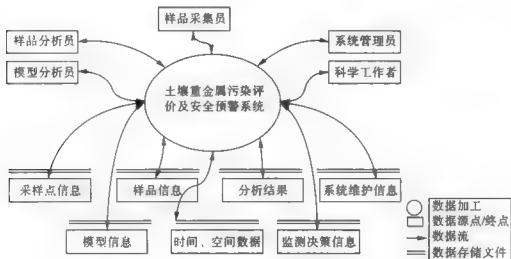 样品采集员
样品分析员
系统管理员
模型分析员
科学工作者
土壤重金属污染评
价及安全预警系统
采样点信息
样品信息
分析结果
系统维护信息
模型信息
时间、空间数据
监测决策信息
数据加工
数据源点/终点
数据流
数据存储文件